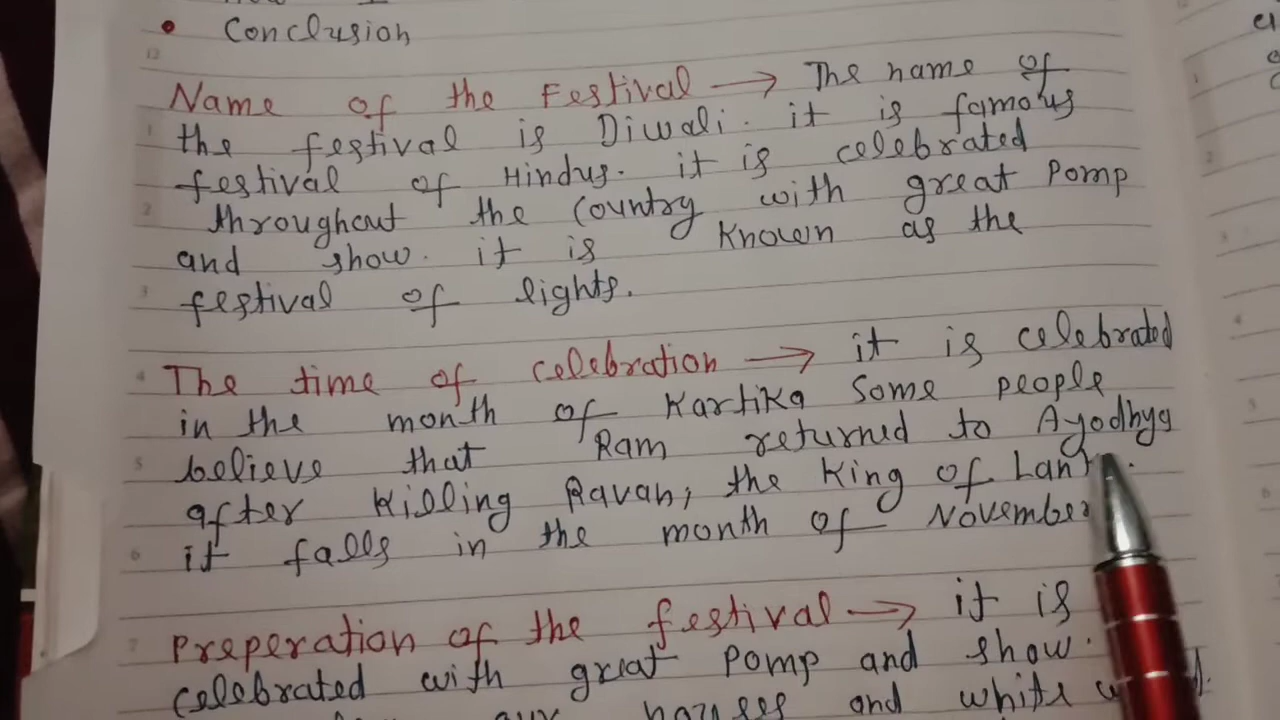 • Conclusion
Name of the Festival → The name of
the festival is Diwali. it is famous
festival of Hindus. it is celebrated
throughout the country with great Pomp
and show. it is known as the
festival of lights.
The time of celebration → it is celebrated
in the month of Kartika some people
believe that Ram returned to Ayodhya
after killing Ravan, the king of
it falls in the month of November
Preperation of the festival → it is
celebrated with great Pomp and show.
and white